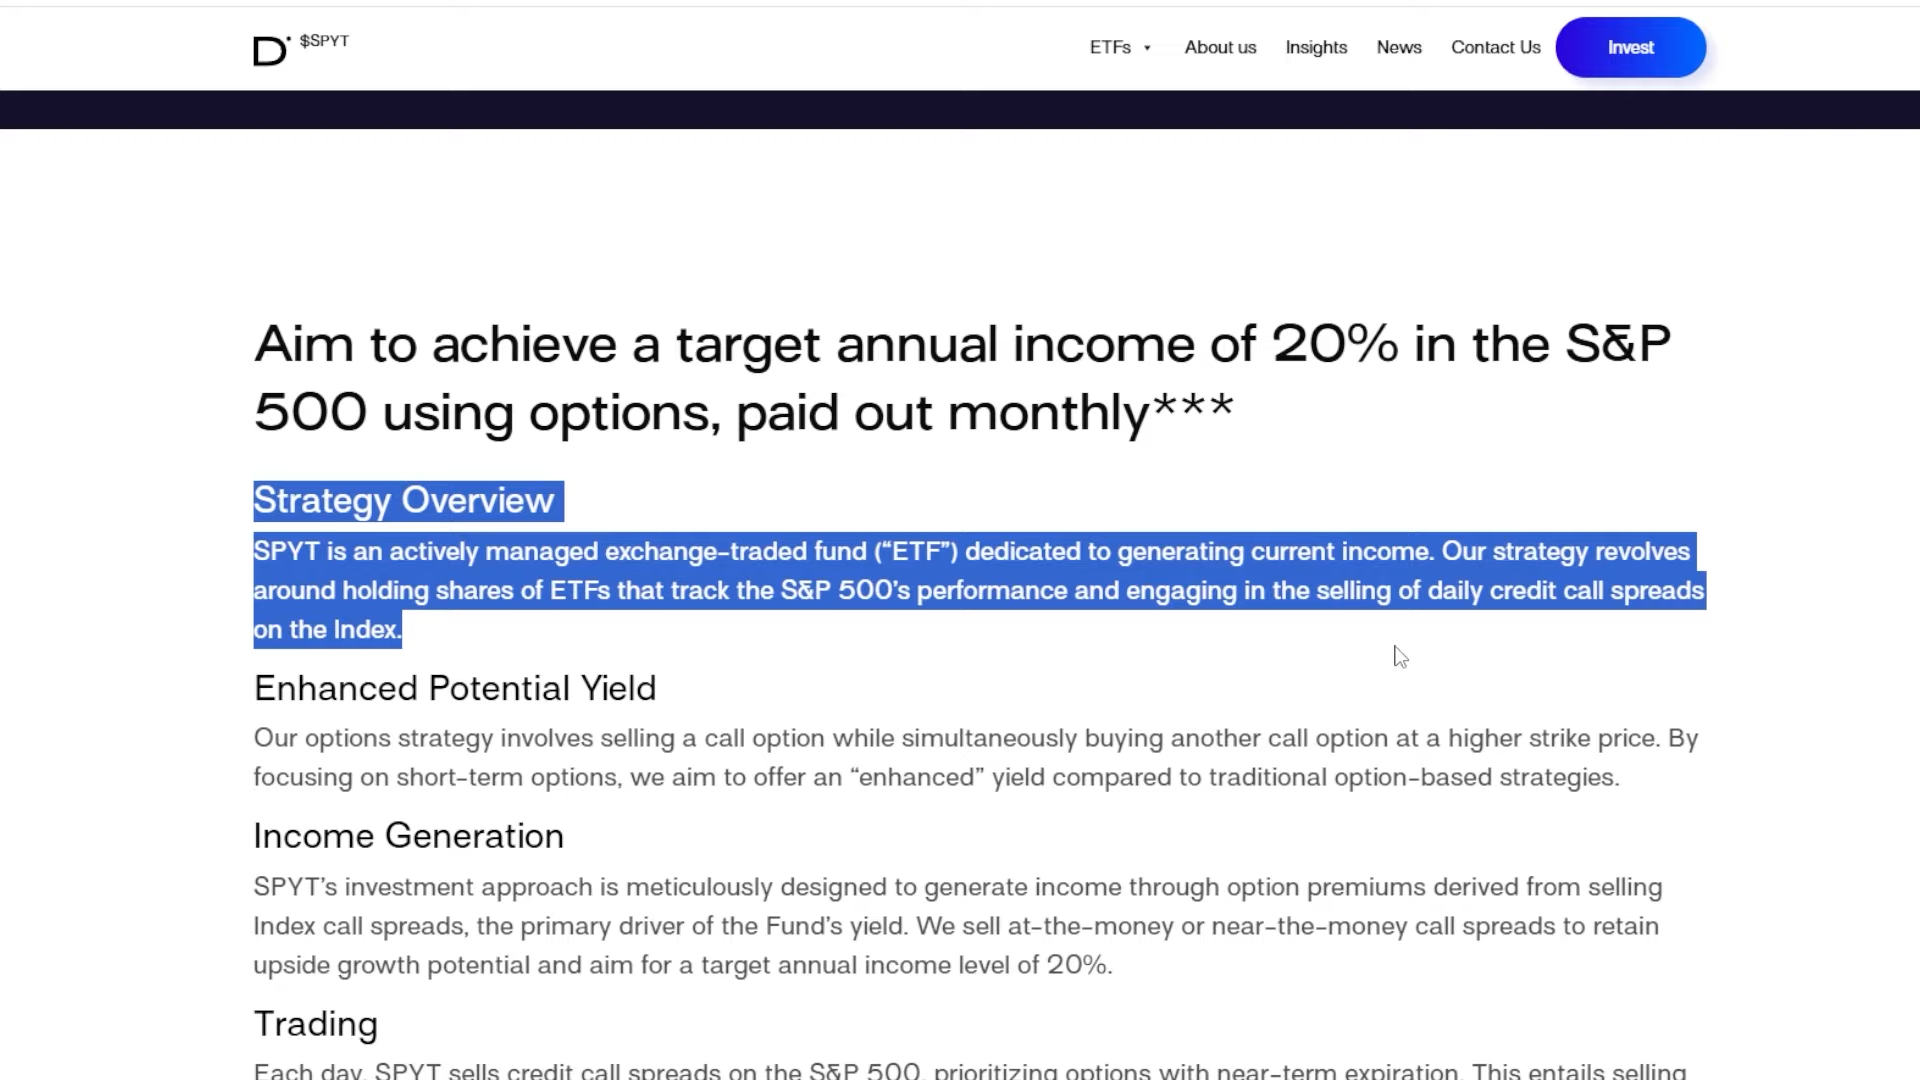 D $SPYT
ETFs About us Insights News Contact Us Invest
Aim to achieve a target annual income of 20% in the S&P
500 using options, paid out monthly***
Strategy Overview
SPYT is an actively managed exchange-traded fund (“ETF”) dedicated to generating current income. Our strategy revolves
around holding shares of ETFs that track the S&P 500’s performance and engaging in the selling of daily credit call spreads
on the Index.
Enhanced Potential Yield
Our options strategy involves selling a call option while simultaneously buying another call option at a higher strike price. By
focusing on short-term options, we aim to offer an “enhanced” yield compared to traditional option-based strategies.
Income Generation
SPYT’s investment approach is meticulously designed to generate income through option premiums derived from selling
Index call spreads, the primary driver of the Fund’s yield. We sell at-the-money or near-the-money call spreads to retain
upside growth potential and aim for a target annual income level of 20%.
Trading
Each day, SPYT sells credit call spreads on the S&P 500, prioritizing options with near-term expiration. This entails selling